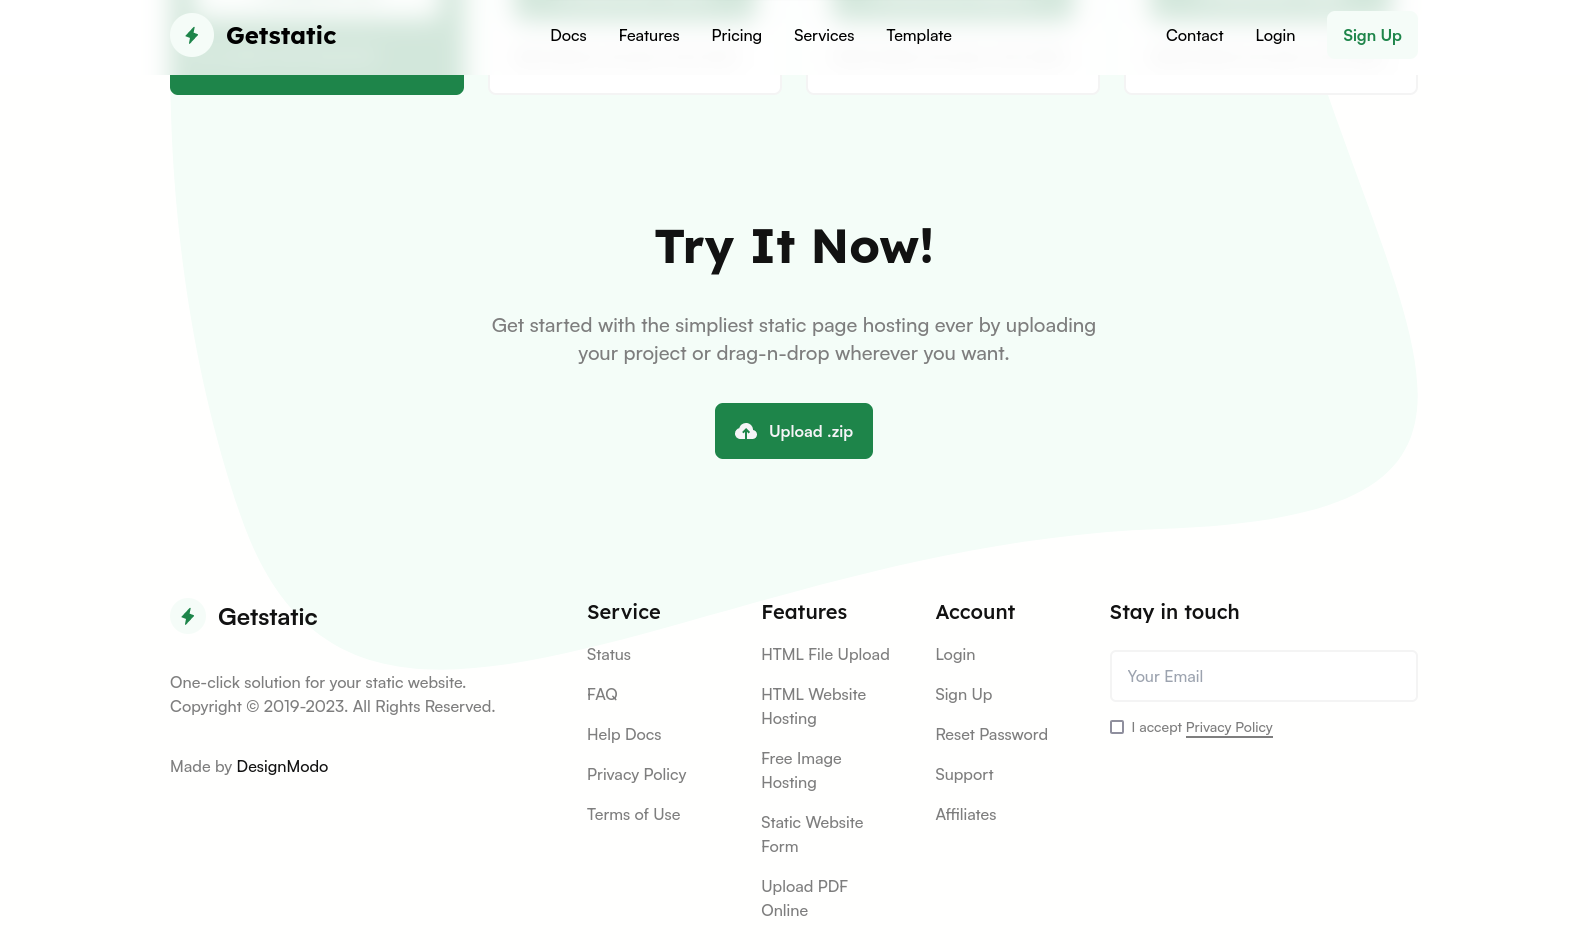 Getstatic
Docs
Features
Pricing
Services
Template
Contact
Login
Sign Up
Try It Now!
Get started with the simpliest static page hosting ever by uploading
your project or drag-n-drop wherever you want.
Upload .zip
Getstatic
One-click solution for your static website.
Copyright © 2019-2023. All Rights Reserved.
Made by DesignModo
Service
Status
FAQ
Help Docs
Privacy Policy
Terms of Use
Features
HTML File Upload
HTML Website
Hosting
Free Image
Hosting
Static Website
Form
Upload PDF
Online
Account
Login
Sign Up
Reset Password
Support
Affiliates
Stay in touch
Your Email
I accept Privacy Policy